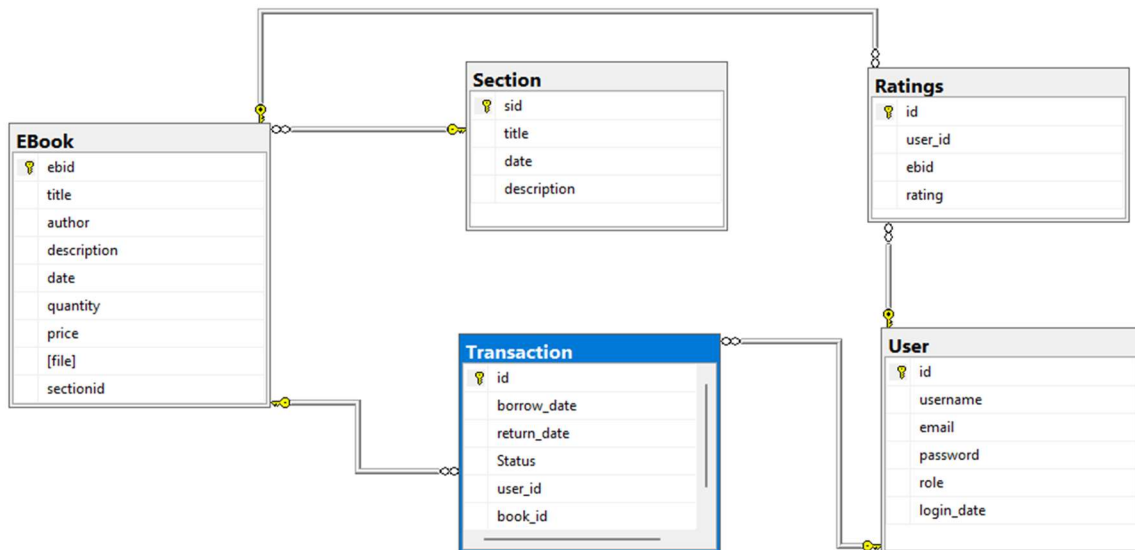 EBook
ebid
title
author
description
date
quantity
price
[file]
sectionid
Section
sid
title
date
description
Ratings
id
user_id
ebid
rating
Transaction
id
borrow_date
return_date
Status
user_id
book_id
User
id
username
email
password
role
login_date